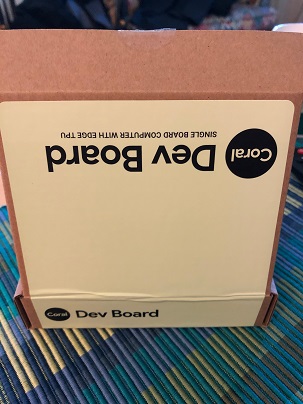 Coral
Dev Board
SINGLE BOARD COMPUTER WITH EDGE TPU
Coral
Dev Board